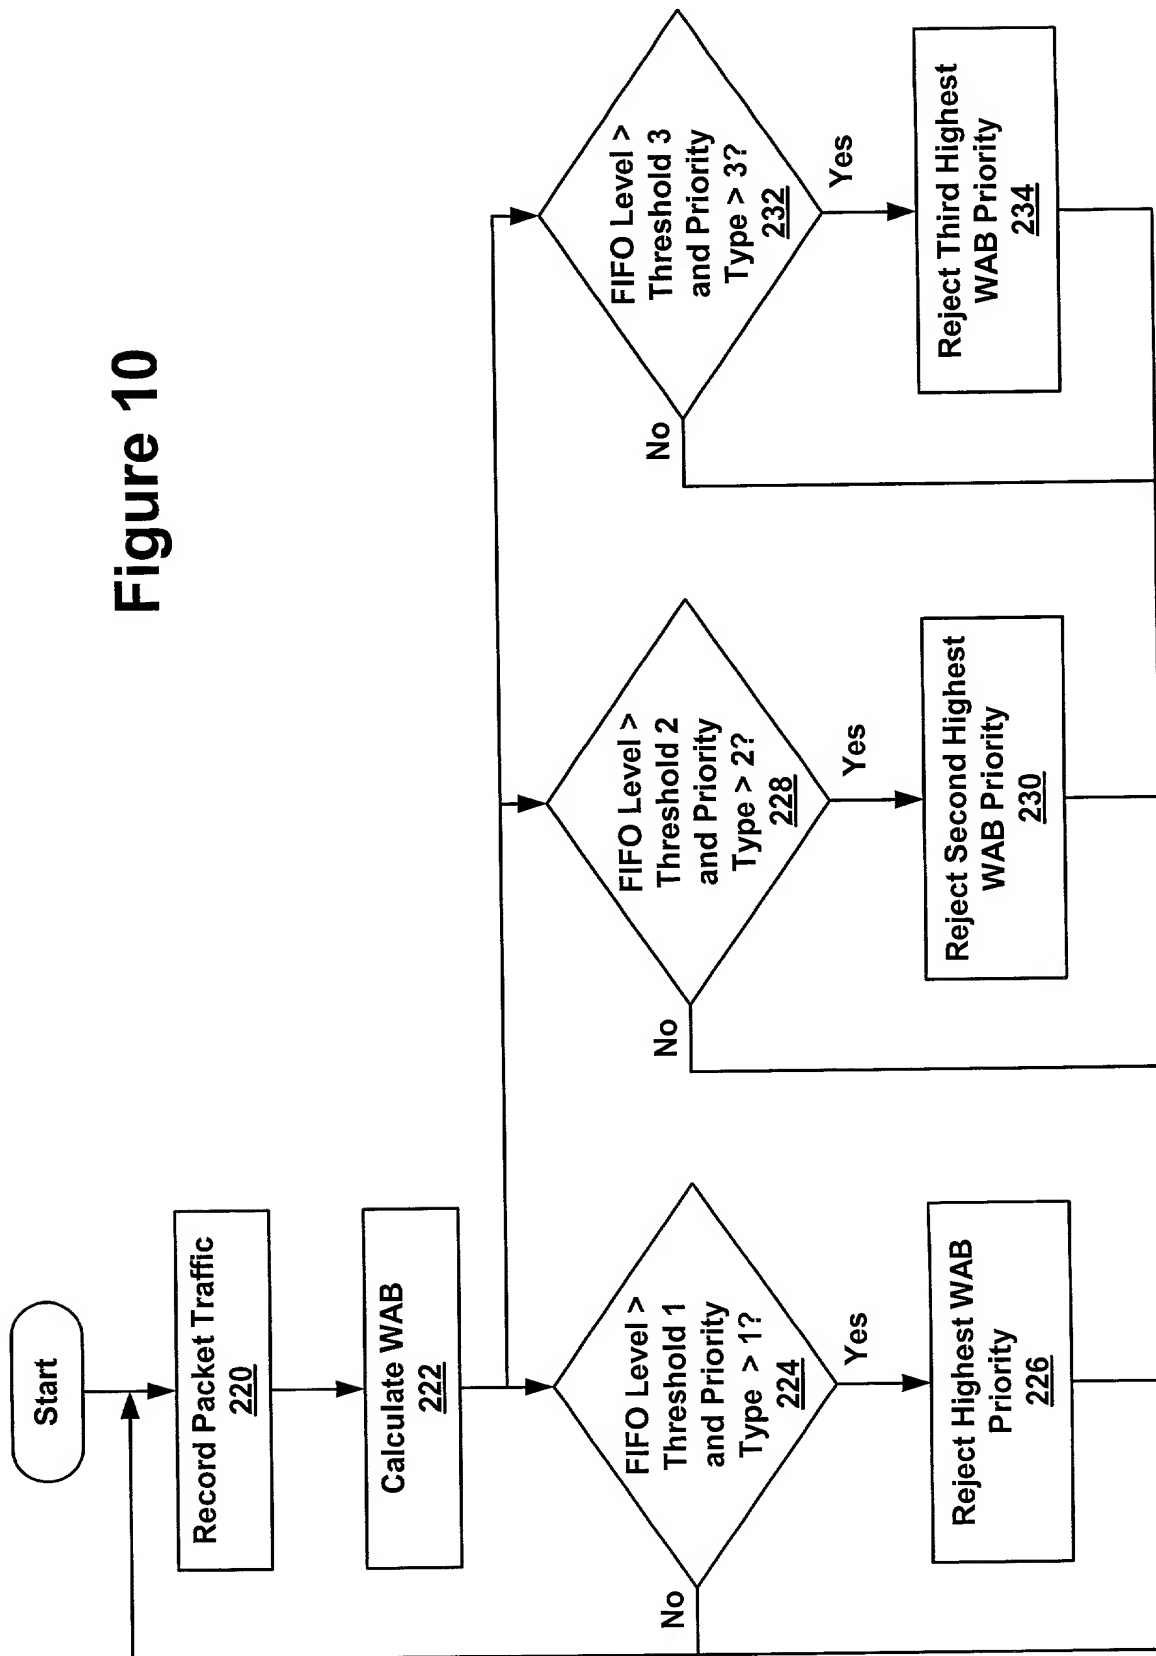 Figure 10
Start
Record Packet Traffic
220
Calculate WAB
222
FIFO Level >
Threshold 1
and Priority
Type > 1?
224
No
Yes
Reject Highest WAB
Priority
226
FIFO Level >
Threshold 2
and Priority
Type > 2?
228
No
Yes
Reject Second Highest
WAB Priority
230
FIFO Level >
Threshold 3
and Priority
Type > 3?
232
No
Yes
Reject Third Highest
WAB Priority
234